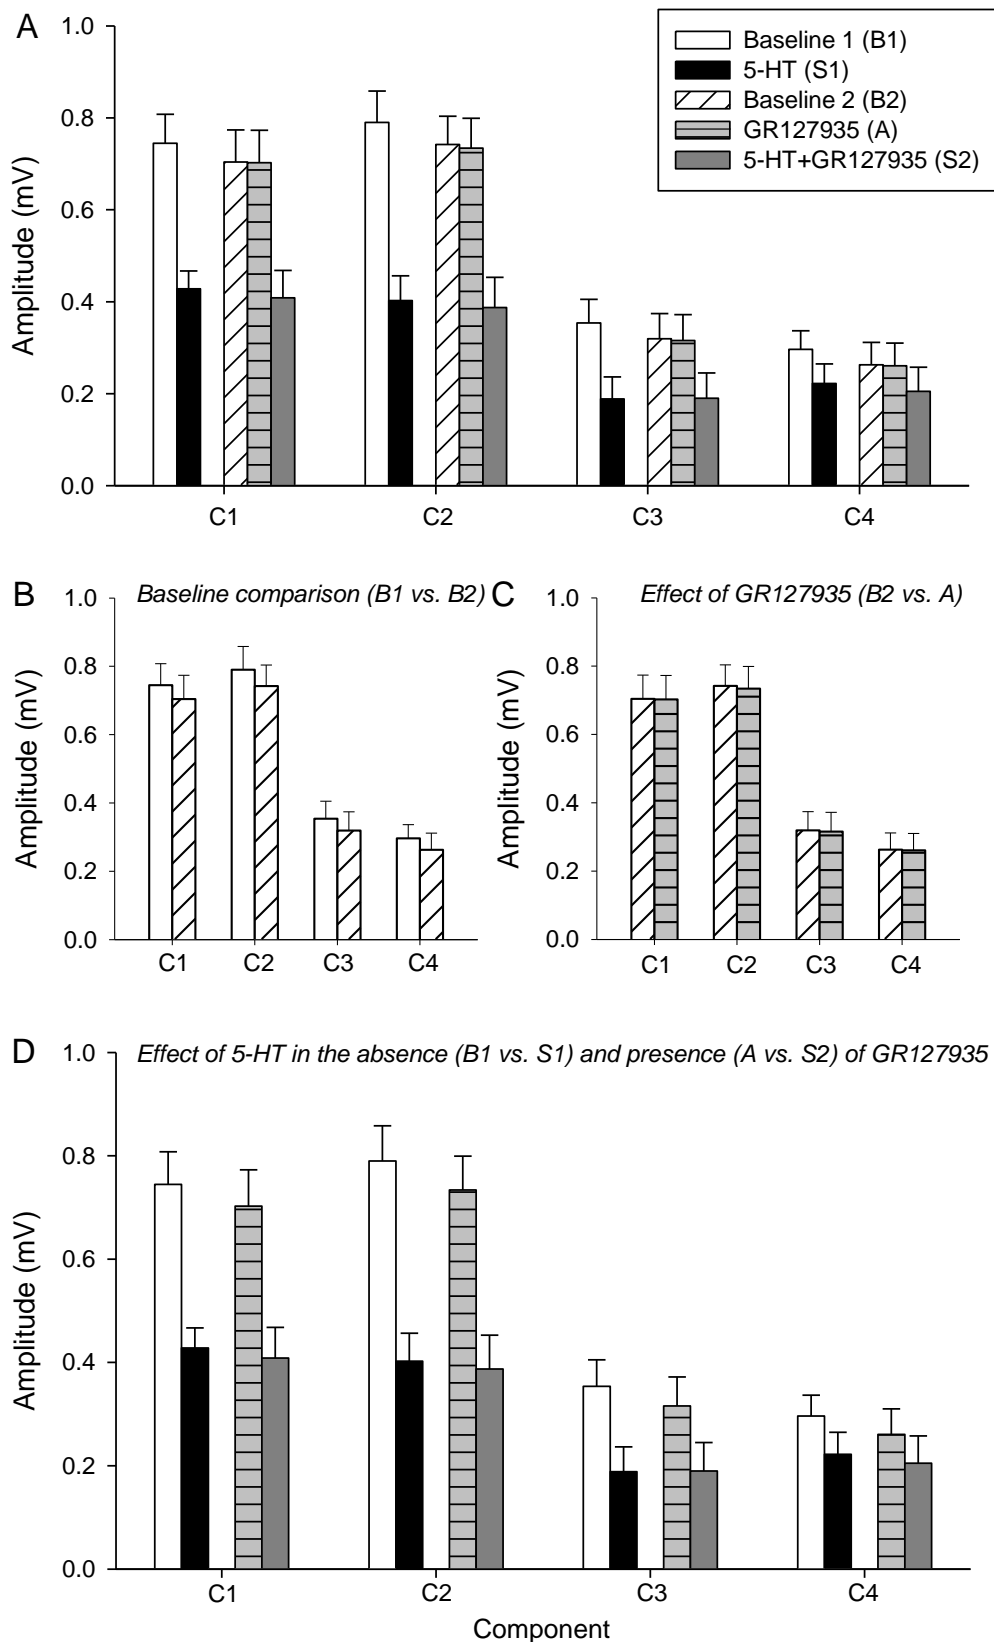 A
1.0
0.8
0.6
0.4
0.2
0.0
Amplitude (mV)
Baseline 1 (B1)
5-HT (S1)
Baseline 2 (B2)
GR127935 (A)
5-HT+GR127935 (S2)
C1 C2 C3 C4
B
Baseline comparison (B1 vs. B2)
1.0
0.8
0.6
0.4
0.2
0.0
Amplitude (mV)
C1 C2 C3 C4
C
Effect of GR127935 (B2 vs. A)
1.0
0.8
0.6
0.4
0.2
0.0
Amplitude (mV)
C1 C2 C3 C4
D
Effect of 5-HT in the absence (B1 vs. S1) and presence (A vs. S2) of GR127935
1.0
0.8
0.6
0.4
0.2
0.0
Amplitude (mV)
C1 C2 C3 C4
Component